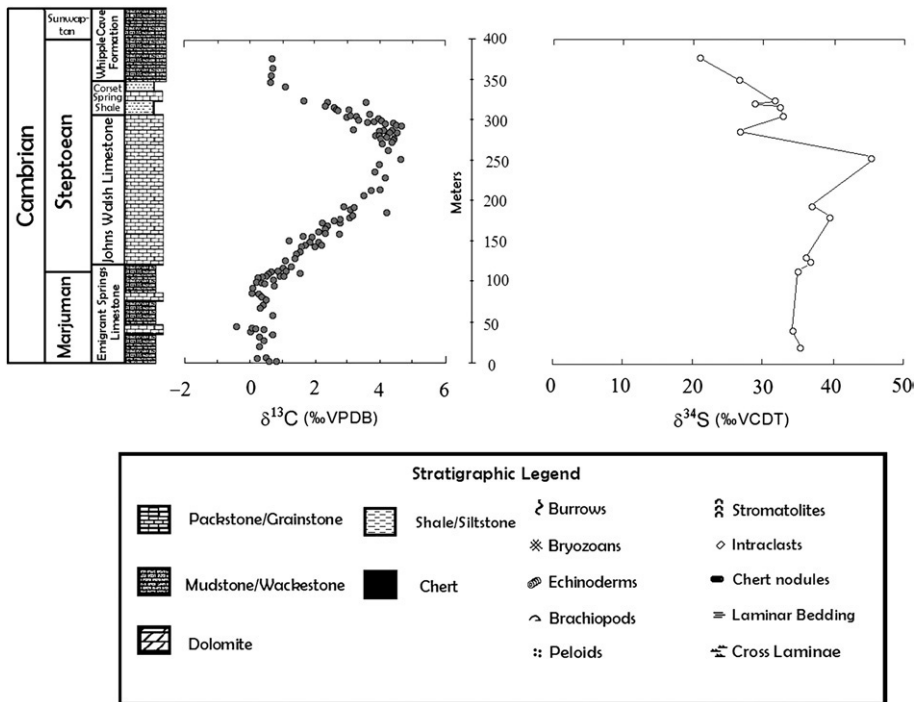 Cambrian
Sunwap-
tan
Steptoean
Marjuman
Whipple Cave
Formation
Corset
Spring
Shale
Johns Walsh Limestone
Emigrant Springs
Limestone
−2
0
2
4
6
δ13C (‰VPDB)
Meters
400
350
300
250
200
150
100
50
0
0
10
20
30
40
50
δ34S (‰VCDT)
Stratigraphic Legend
Packstone/Grainstone
Mudstone/Wackestone
Dolomite
Shale/Siltstone
Chert
Burrows
Bryozoans
Echinoderms
Brachiopods
Peloids
Stromatolites
Intraclasts
Chert nodules
Laminar Bedding
Cross Laminae